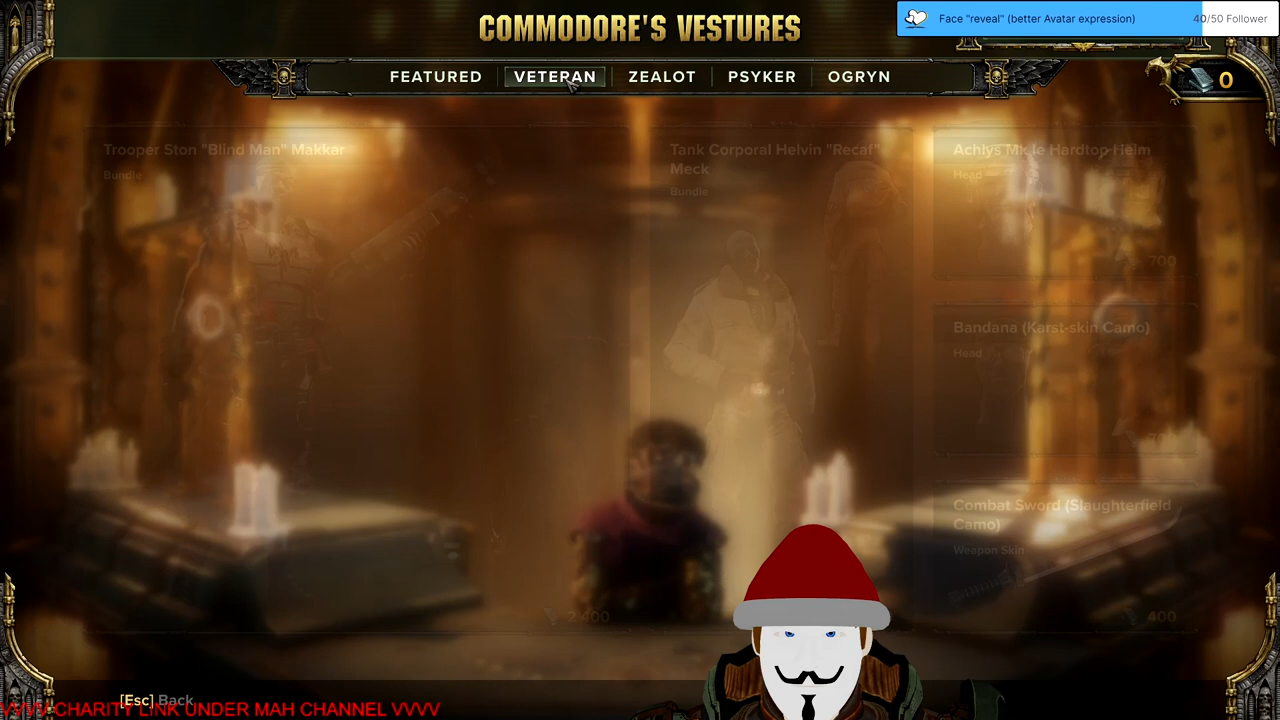 COMMODORE'S VESTURES
Face "reveal" (better Avatar expression) 40/50 Follower
FEATURED VETERAN ZEALOT PSYKER OGRYN
0
Trooper Ston "Blind Man" Makkar
Bundle
2,400
Tank Corporal Helvin "Recaf"
Meck
Bundle
Achlys Mk Ie Hardtop Helm
Head
700
Bandana (Karst-skin Camo)
Head
Combat Sword (Slaughterfield
Camo)
Weapon Skin
400
[Esc] Back
VVVV CHARITY LINK UNDER MAH CHANNEL VVVV